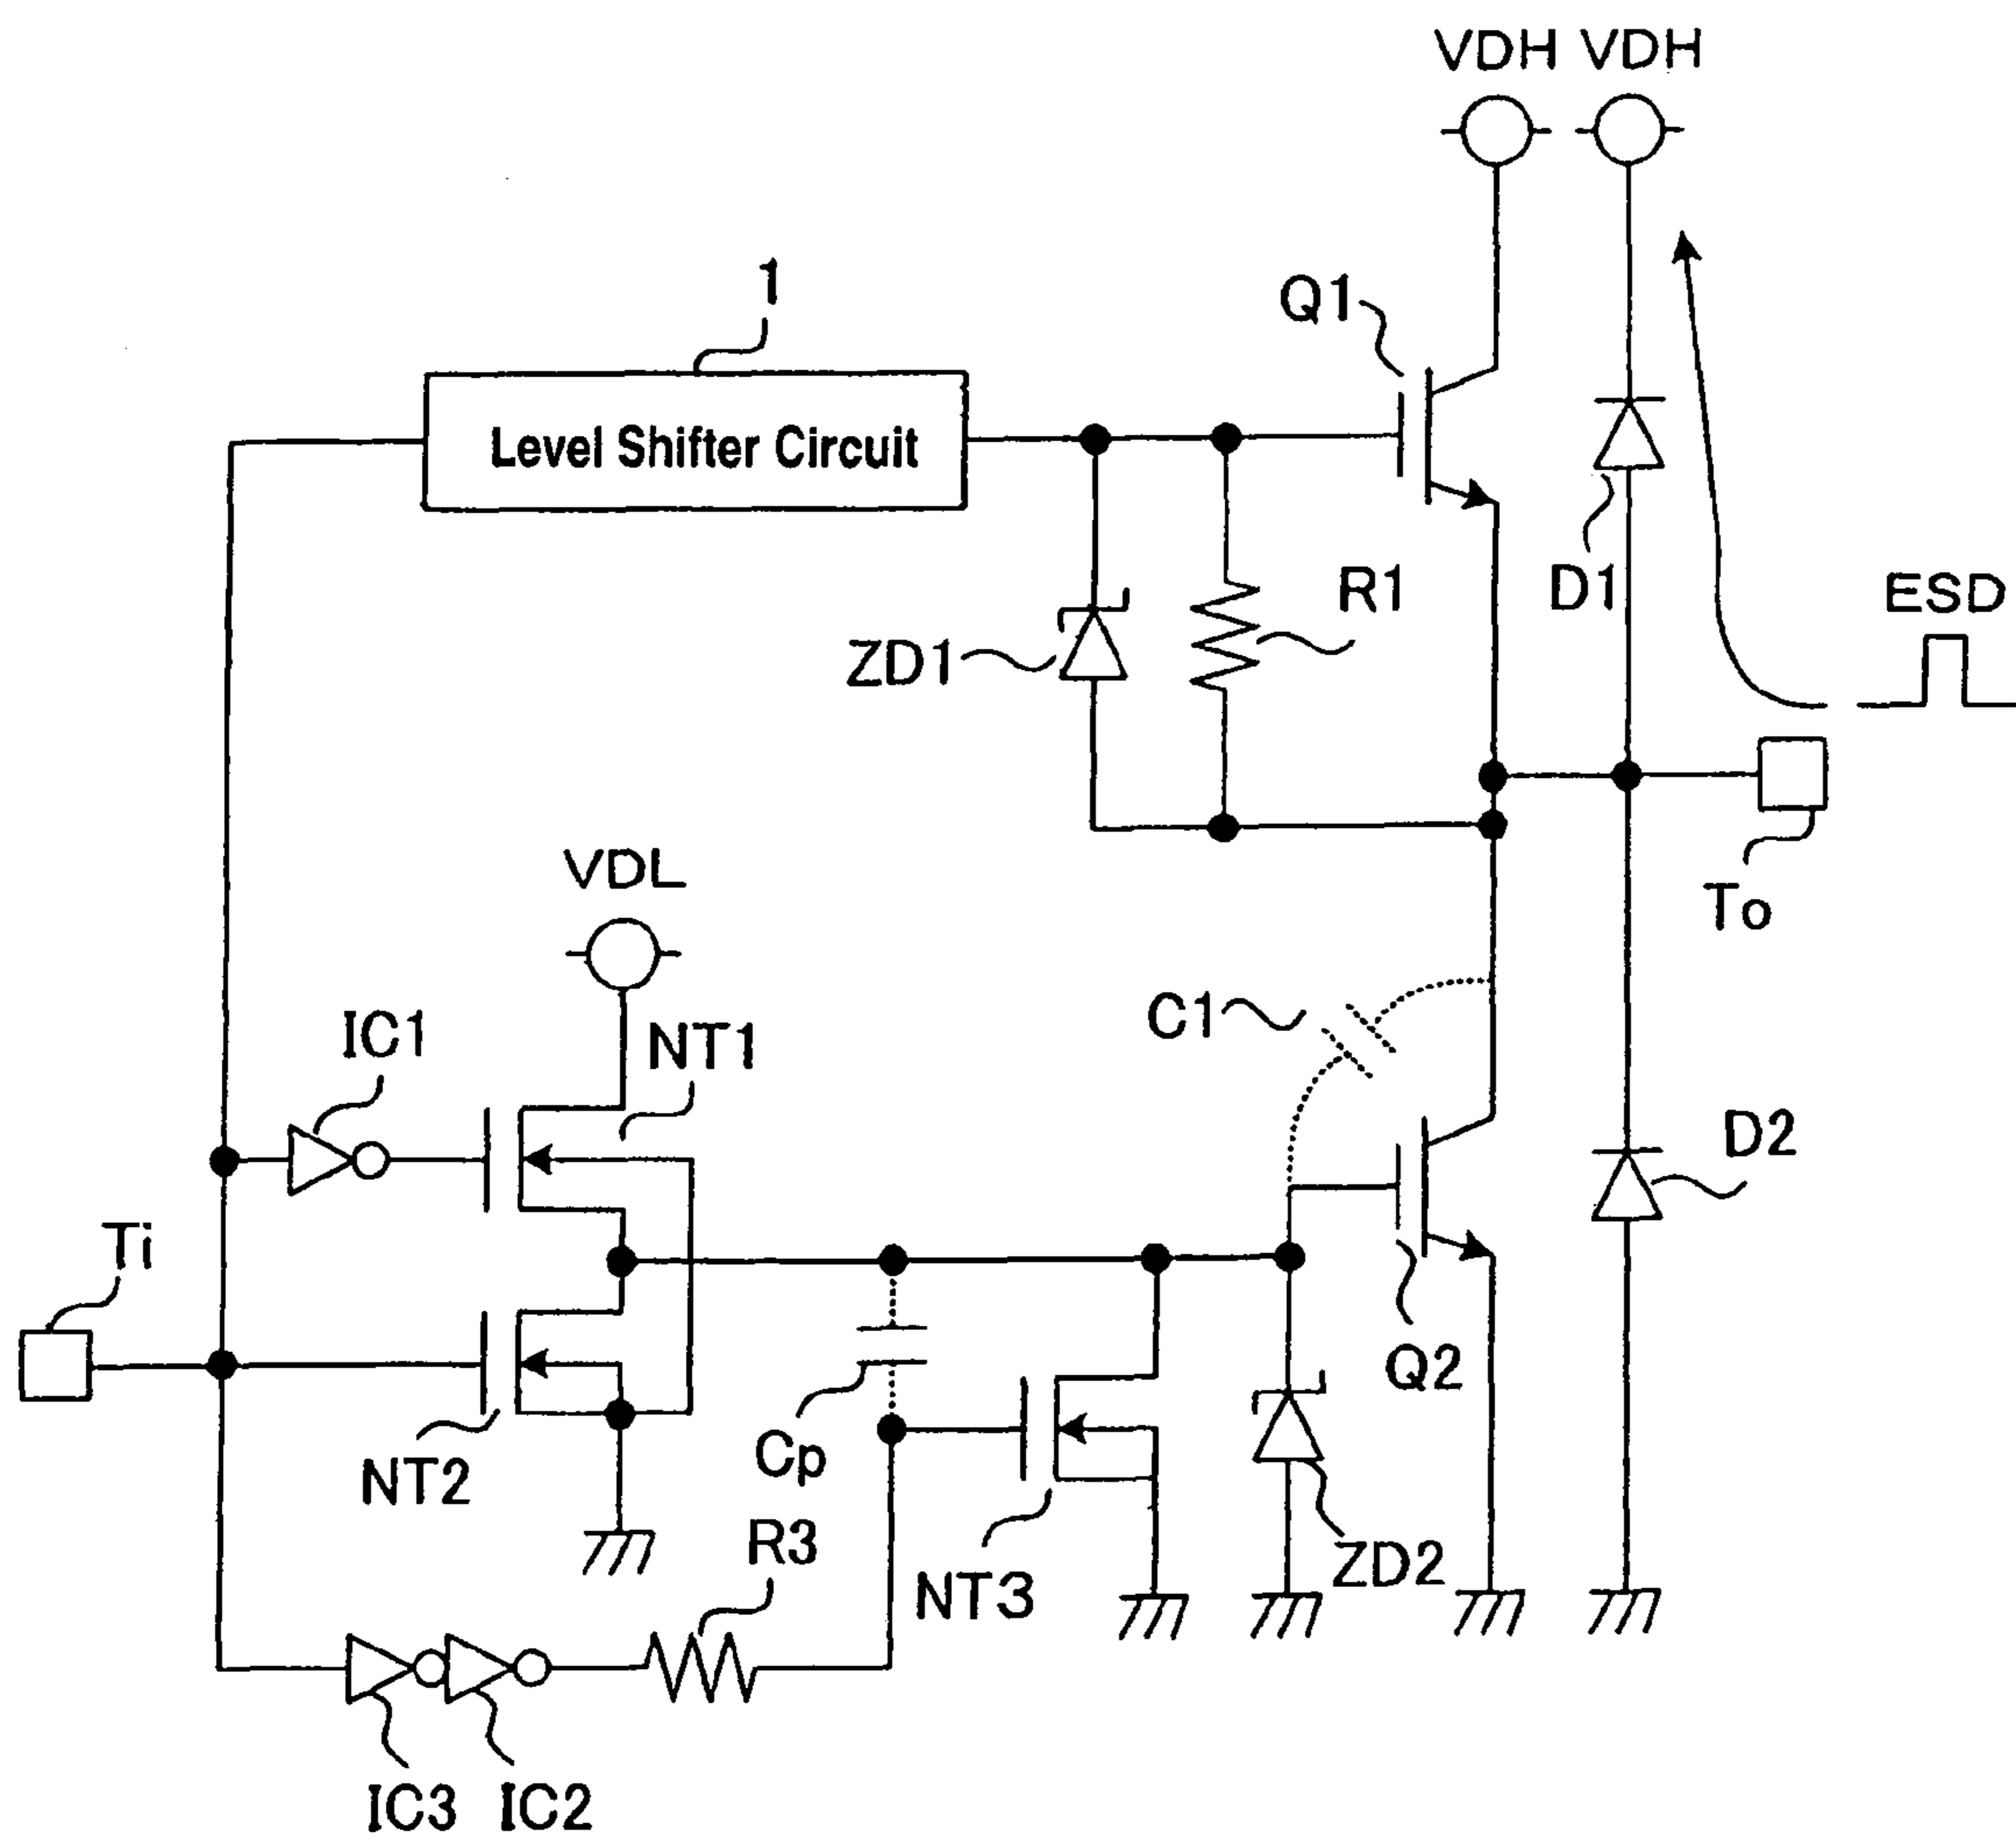 VDH VDH
1
Q1
Level Shifter Circuit
D1
R1
ESD
ZD1
VDL
To
IC1
NT1
C1
D2
Ti
Q2
Cp
NT2
R3
ZD2
NT3
IC3 IC2